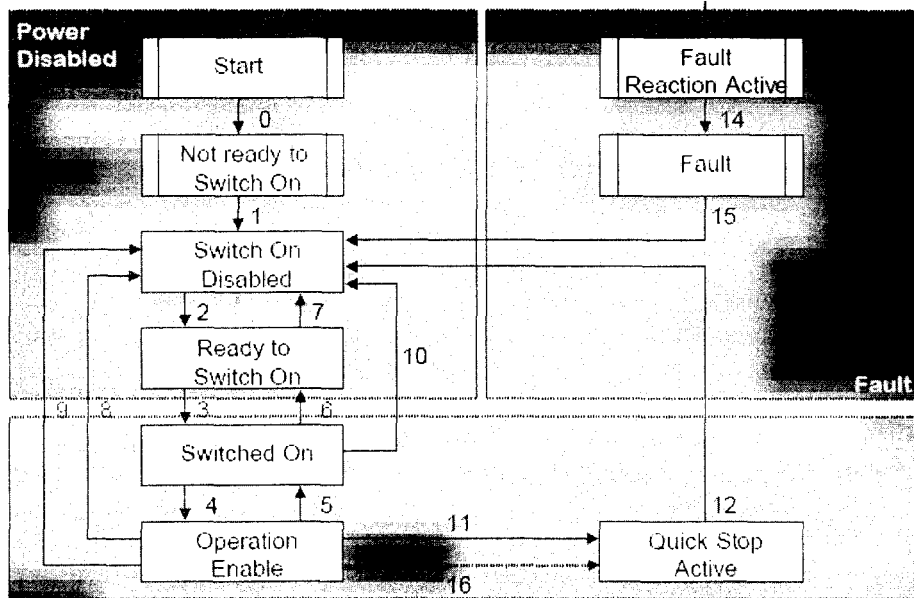 Power
Disabled
Start
0
Not ready to
Switch On
1
Switch On
Disabled
2
7
Ready to
Switch On
10
9
8
3
6
Switched On
4
5
Operation
Enable
11
16
Fault
Reaction Active
14
Fault
15
Fault
12
Quick Stop
Active